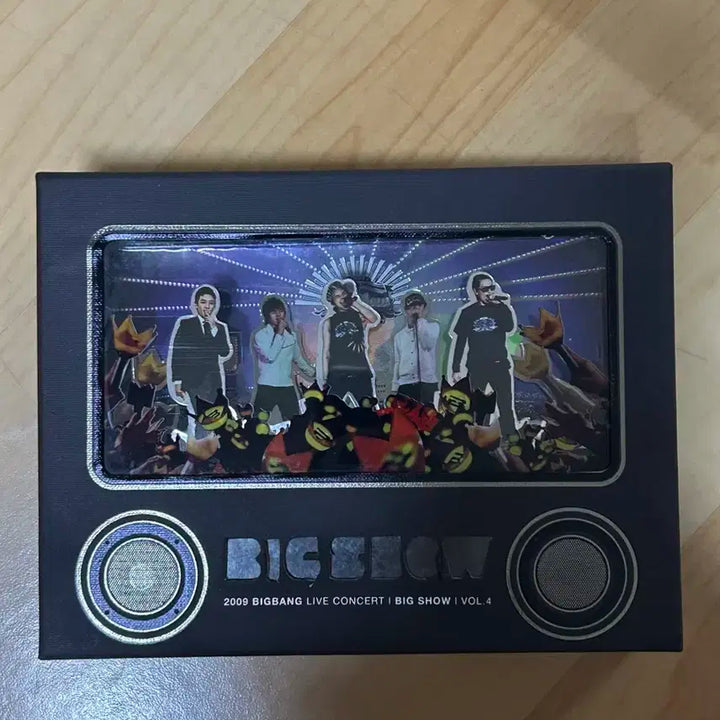 BIG SHOW
2009 BIGBANG LIVE CONCERT | BIG SHOW | VOL.4